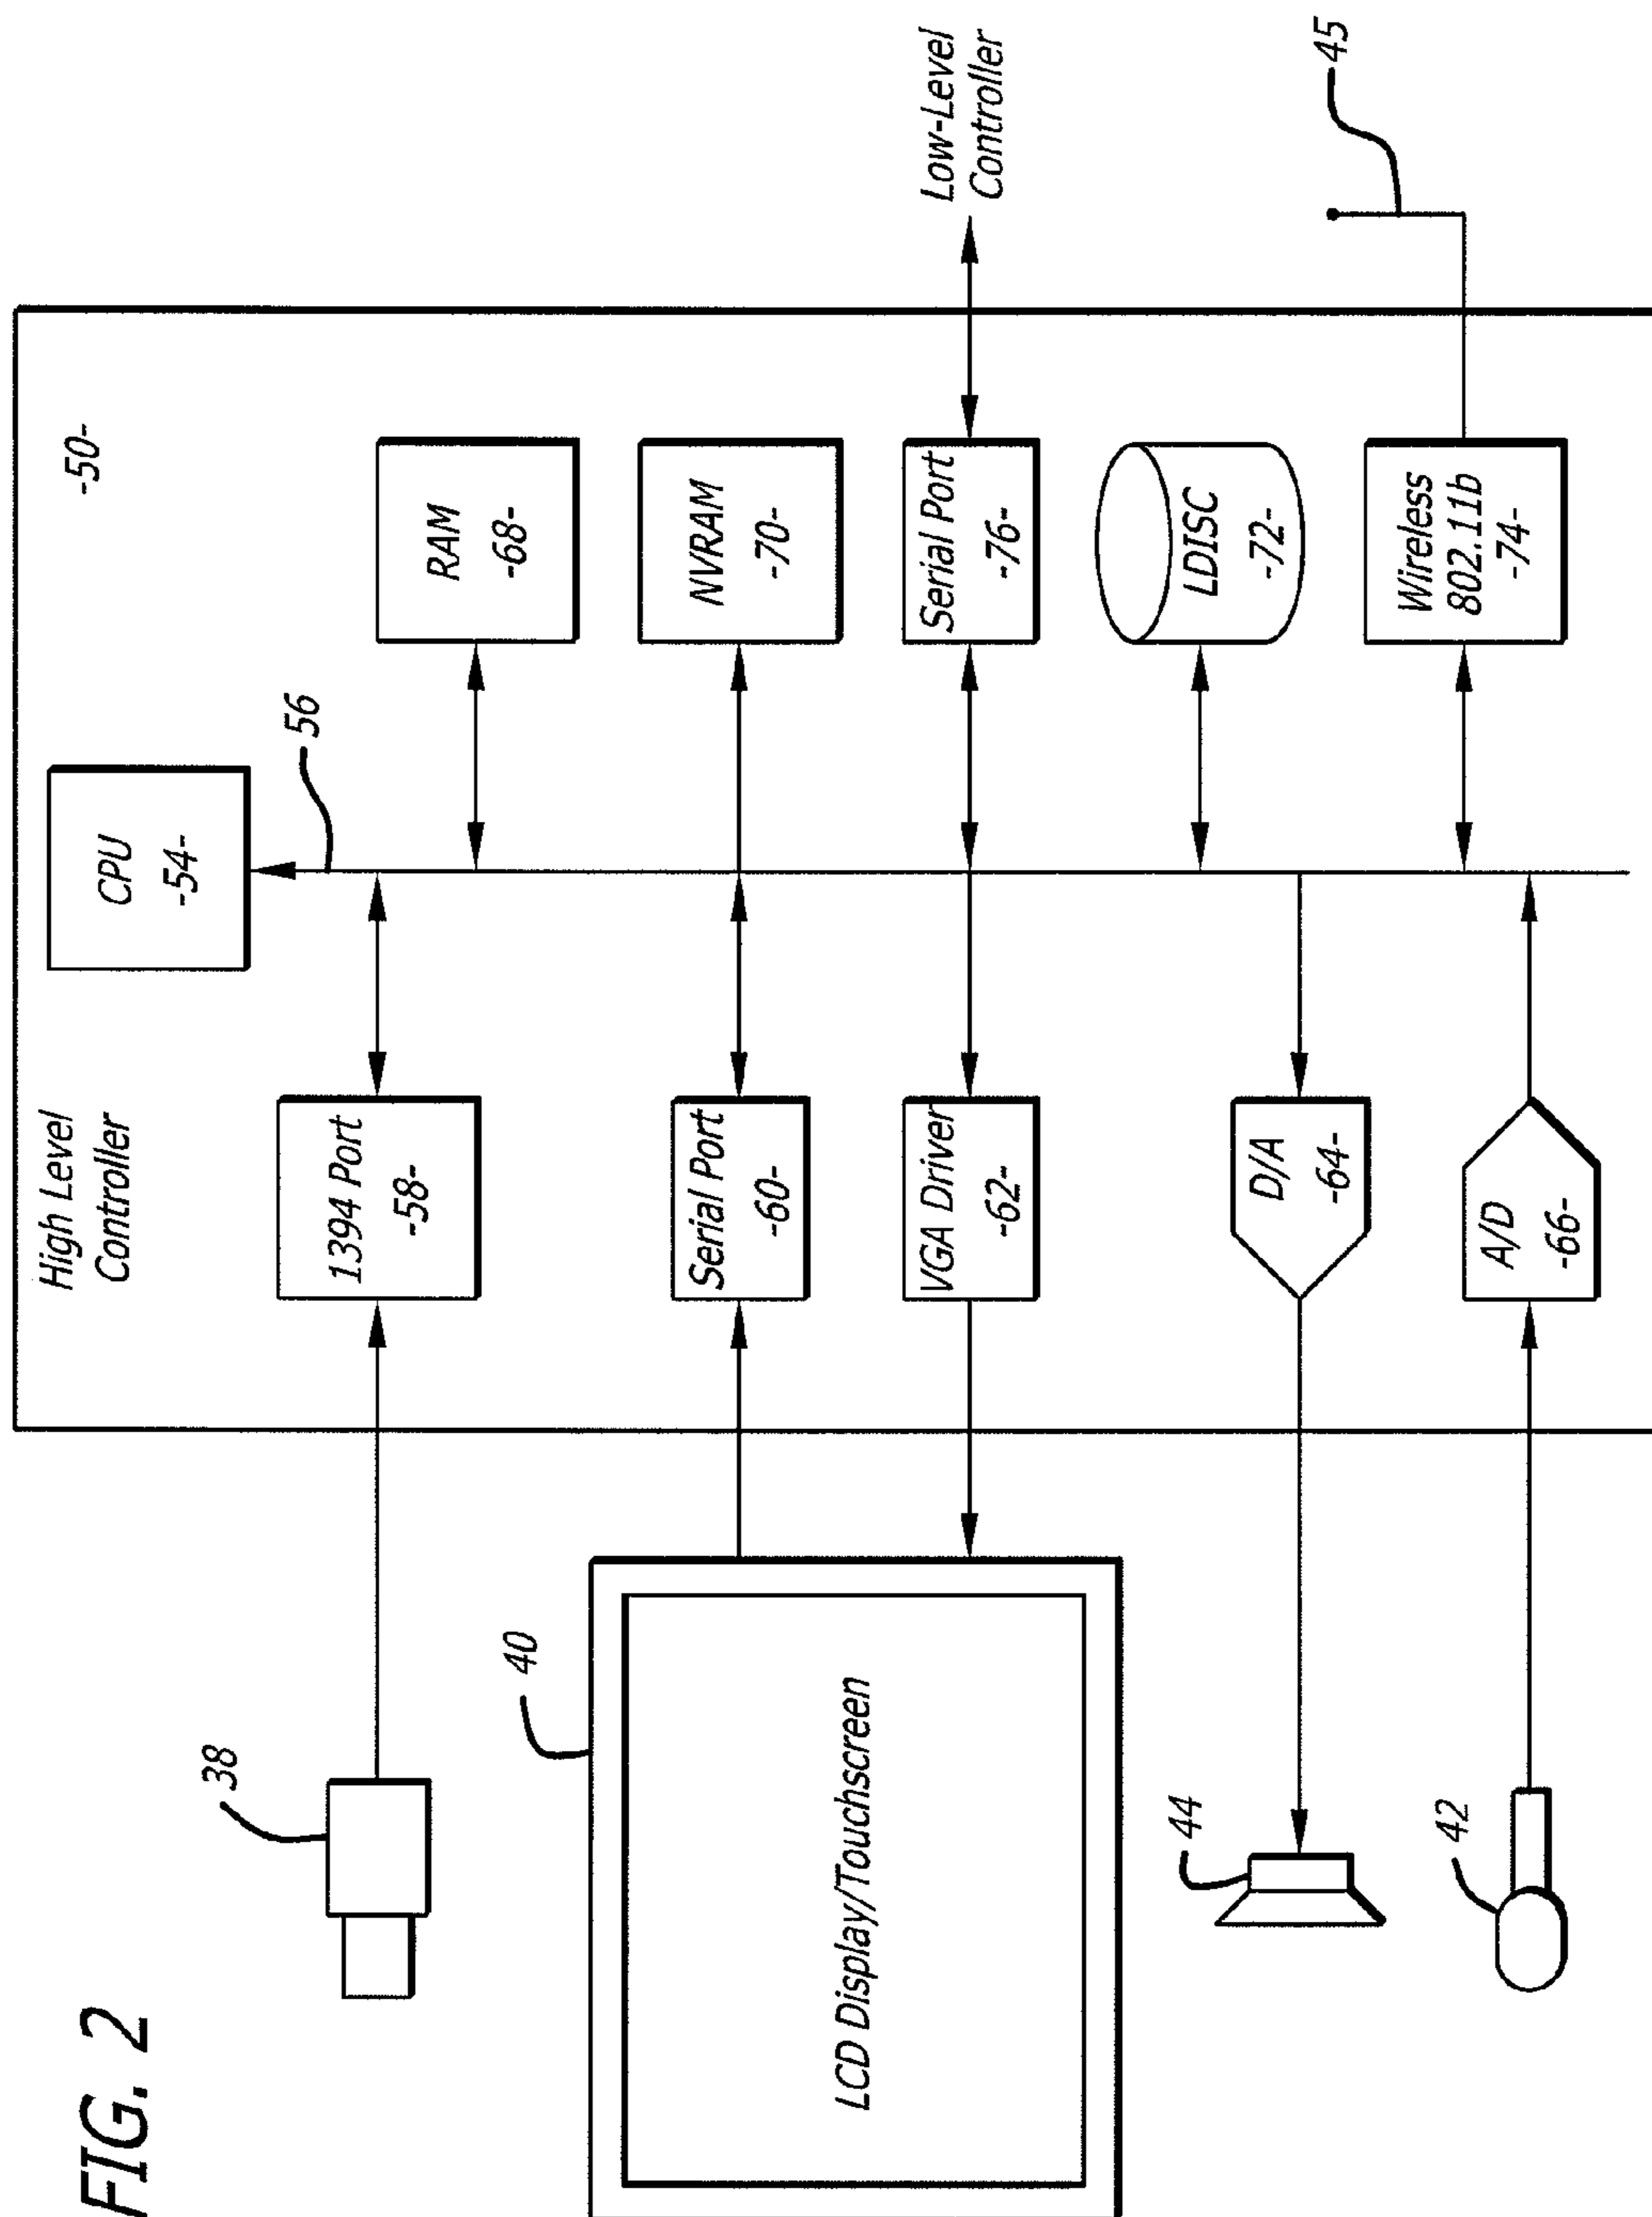 FIG. 2
High Level
Controller
-50-
CPU
-54-
56
38
1394 Port
-58-
RAM
-68-
40
LCD Display/Touchscreen
Serial Port
-60-
NVRAM
-70-
VGA Driver
-62-
Serial Port
-76-
Low-Level
Controller
44
D/A
-64-
LDISC
-72-
42
A/D
-66-
Wireless
802.11b
-74-
45